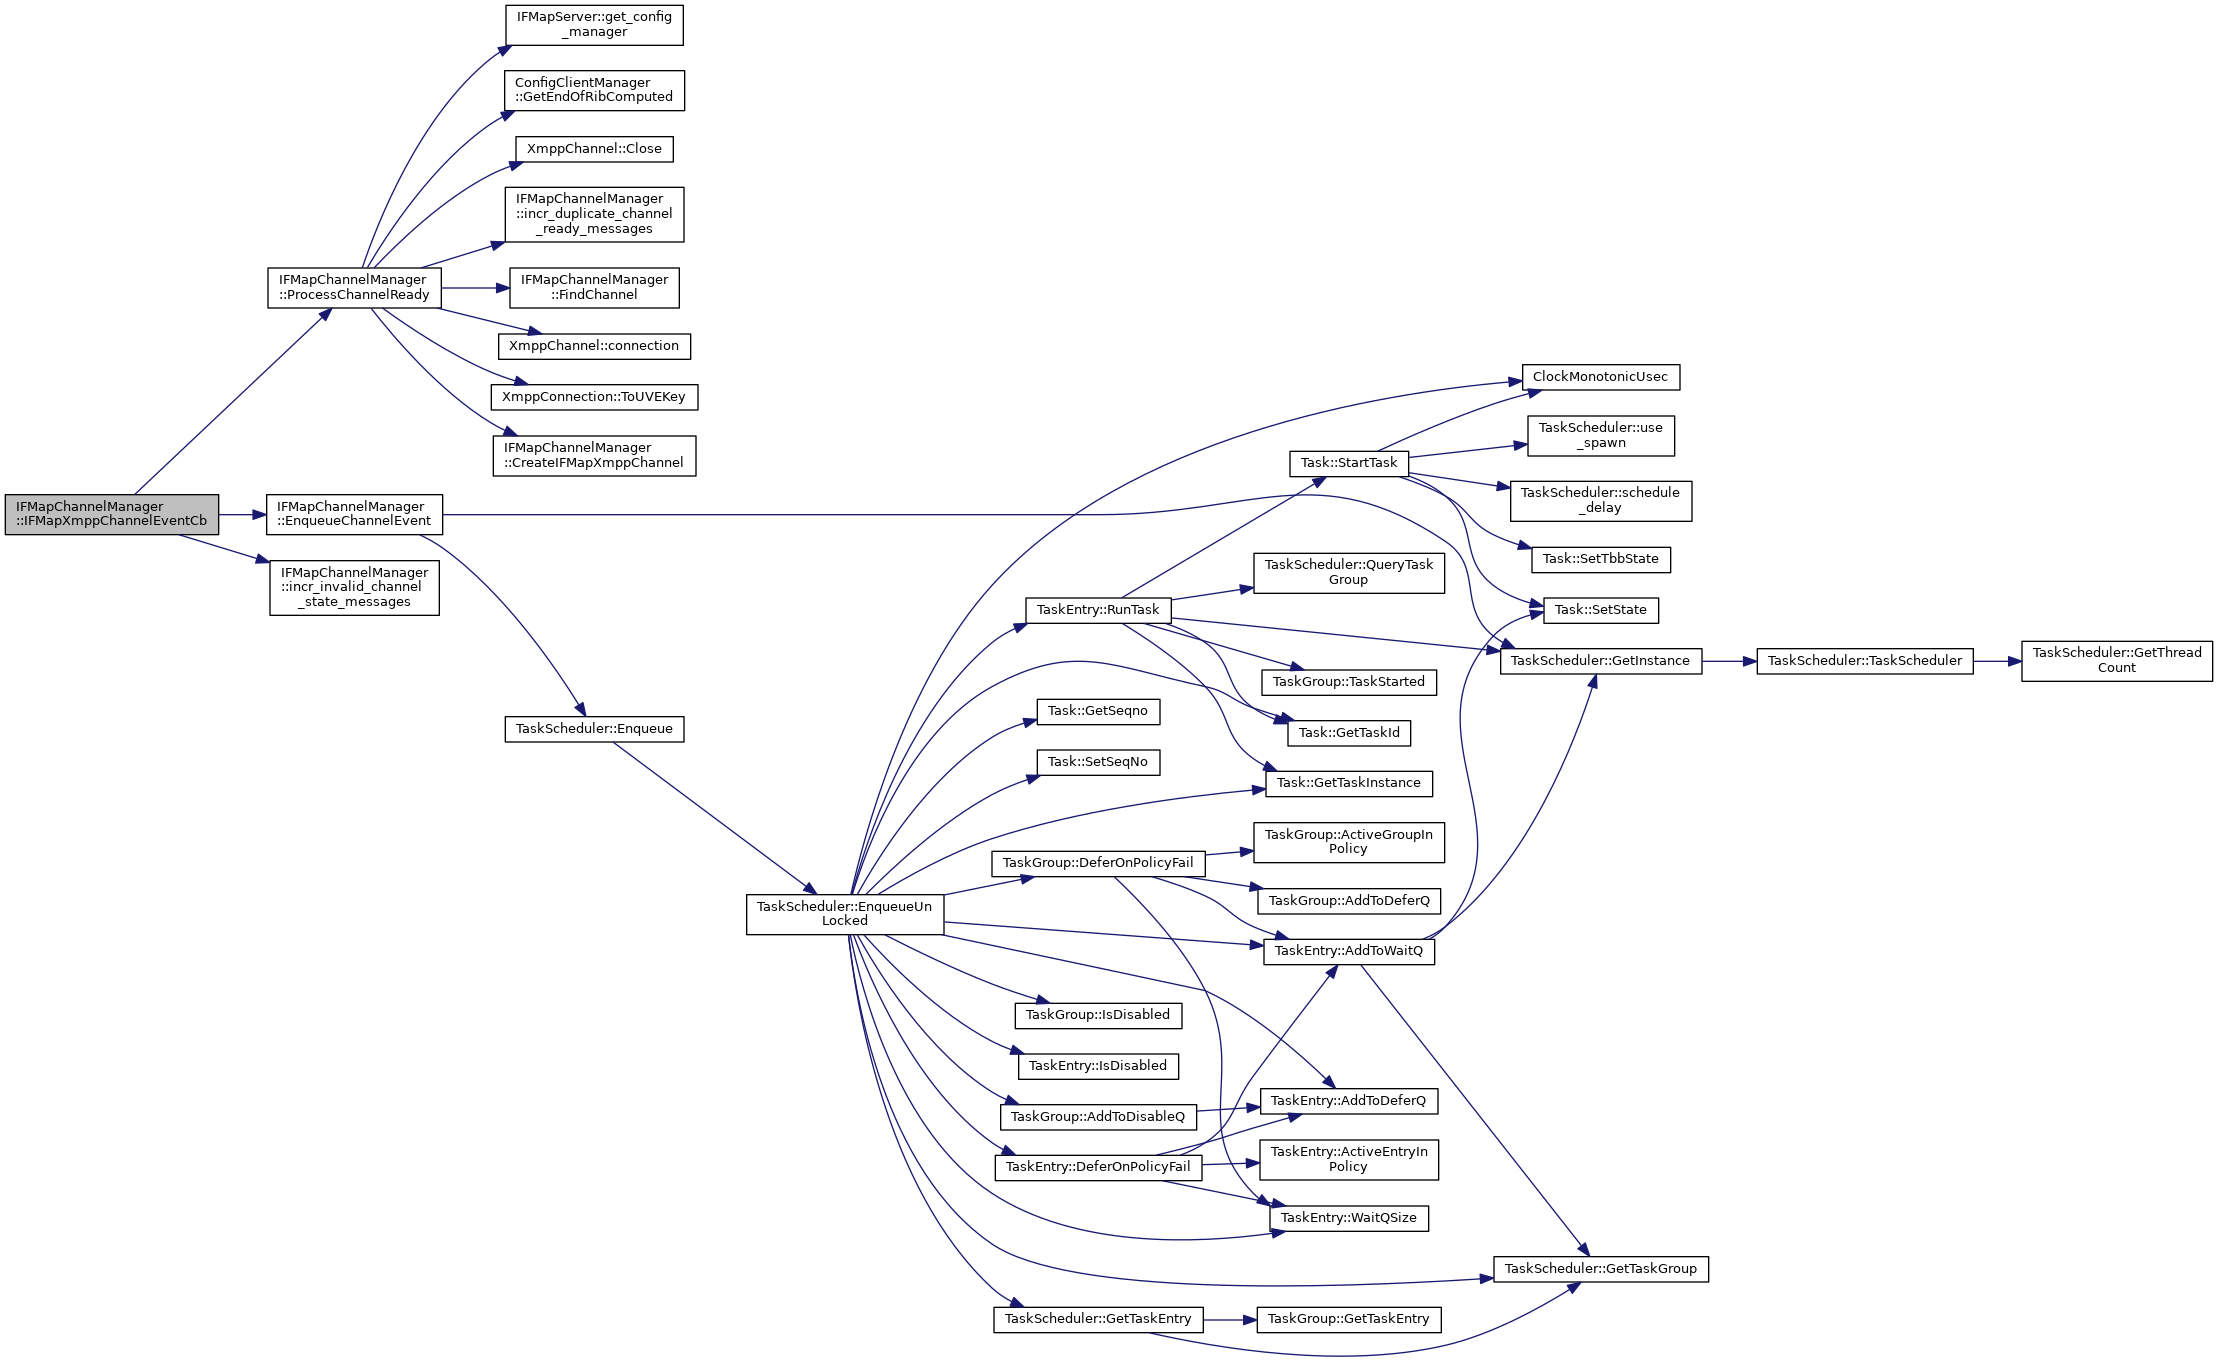 IFMapServer::get_config
_manager
ConfigClientManager
::GetEndOfRibComputed
XmppChannel::Close
IFMapChannelManager
::incr_duplicate_channel
_ready_messages
IFMapChannelManager
::ProcessChannelReady
IFMapChannelManager
::FindChannel
XmppChannel::connection
XmppConnection::ToUVEKey
IFMapChannelManager
::CreateIFMapXmppChannel
IFMapChannelManager
::IFMapXmppChannelEventCb
IFMapChannelManager
::EnqueueChannelEvent
IFMapChannelManager
::incr_invalid_channel
_state_messages
TaskScheduler::Enqueue
TaskScheduler::EnqueueUn
Locked
ClockMonotonicUsec
TaskScheduler::use
_spawn
Task::StartTask
TaskScheduler::schedule
_delay
Task::SetTbbState
TaskScheduler::QueryTask
Group
TaskEntry::RunTask
Task::SetState
TaskScheduler::GetInstance
TaskScheduler::TaskScheduler
TaskScheduler::GetThread
Count
TaskGroup::TaskStarted
Task::GetSeqno
Task::GetTaskId
Task::SetSeqNo
Task::GetTaskInstance
TaskGroup::ActiveGroupIn
Policy
TaskGroup::DeferOnPolicyFail
TaskGroup::AddToDeferQ
TaskEntry::AddToWaitQ
TaskGroup::IsDisabled
TaskEntry::IsDisabled
TaskEntry::AddToDeferQ
TaskGroup::AddToDisableQ
TaskEntry::ActiveEntryIn
Policy
TaskEntry::DeferOnPolicyFail
TaskEntry::WaitQSize
TaskScheduler::GetTaskGroup
TaskScheduler::GetTaskEntry
TaskGroup::GetTaskEntry